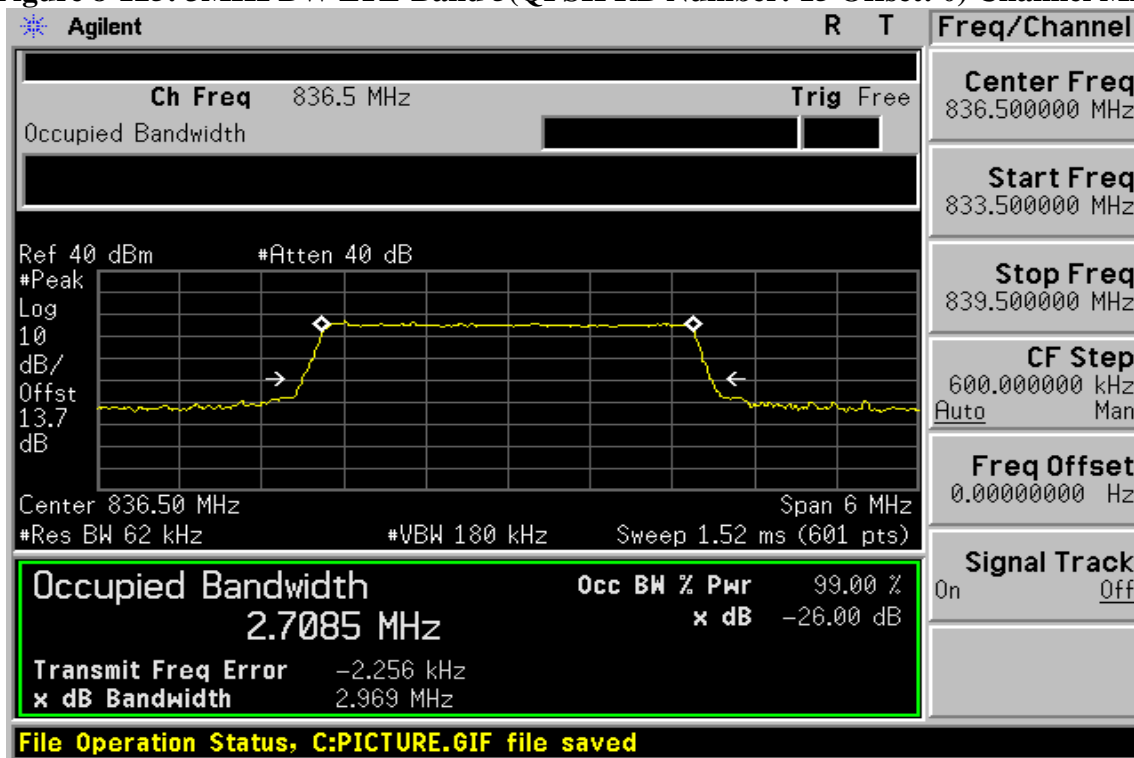 Agilent R T Freq/Channel
Ch Freq 836.5 MHz Trig Free
Occupied Bandwidth
Center Freq
836.500000 MHz
Start Freq
833.500000 MHz
Stop Freq
839.500000 MHz
CF Step
600.000000 kHz
Auto Man
Freq Offset
0.00000000 Hz
Signal Track
On Off
Ref 40 dBm #Atten 40 dB
#Peak
Log
10
dB/
Offst
13.7
dB
Center 836.50 MHz Span 6 MHz
#Res BW 62 kHz #VBW 180 kHz Sweep 1.52 ms (601 pts)
Occupied Bandwidth Occ BW % Pwr 99.00 %
2.7085 MHz x dB -26.00 dB
Transmit Freq Error -2.256 kHz
x dB Bandwidth 2.969 MHz
File Operation Status, C:PICTURE.GIF file saved